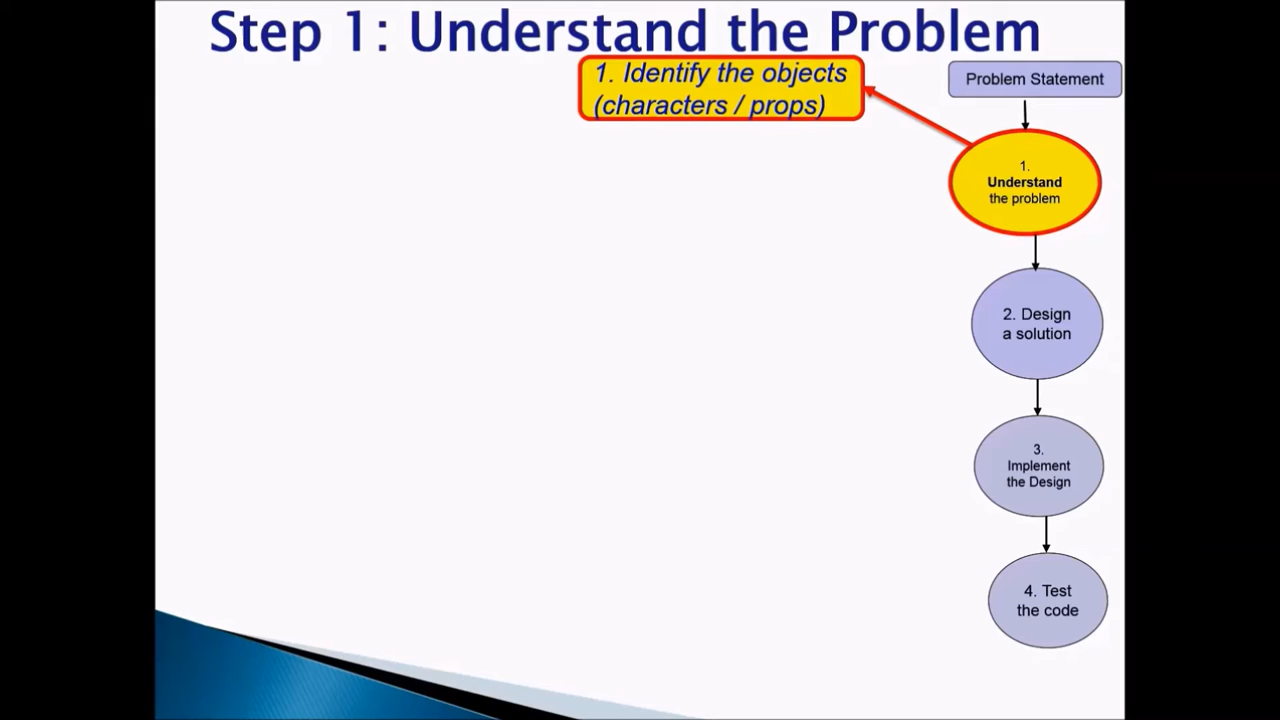 Step 1: Understand the Problem
1. Identify the objects
(characters / props)
Problem Statement
1.
Understand
the problem
2. Design
a solution
3.
Implement
the Design
4. Test
the code